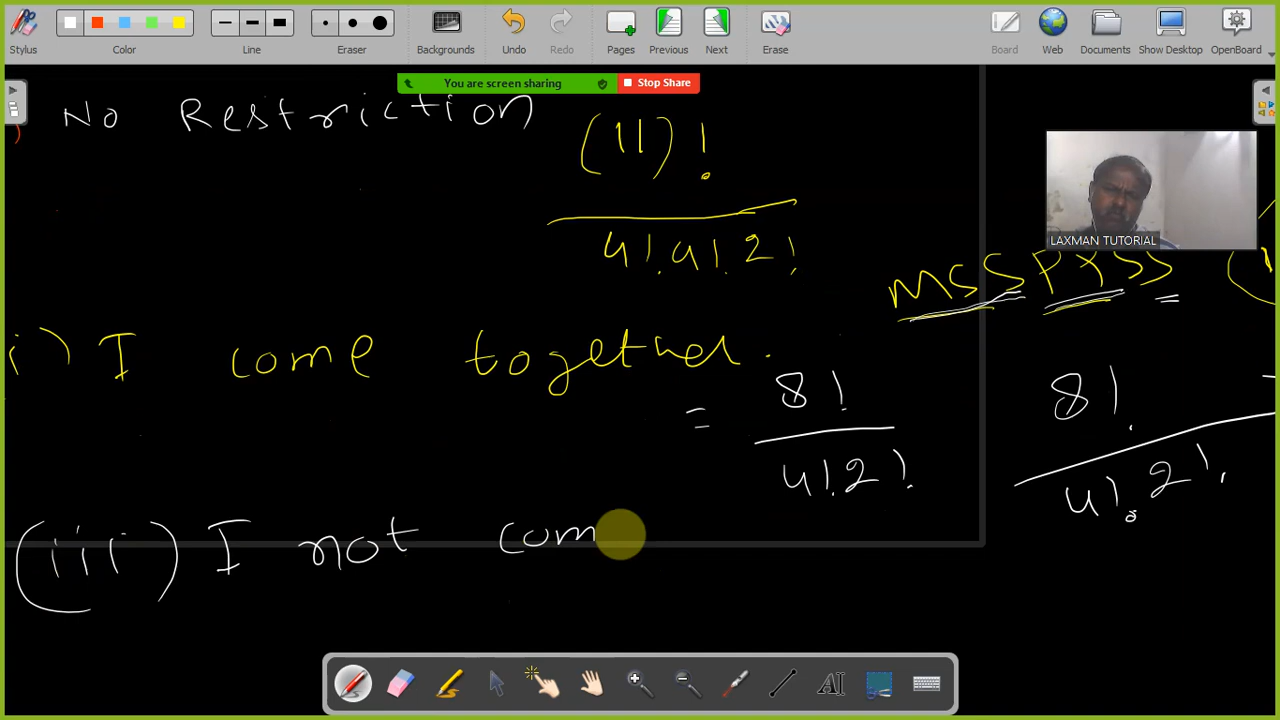 Stylus Color Line Eraser Backgrounds Undo Redo Pages Previous Next Erase Board Web Documents Show Desktop OpenBoard
You are screen sharing Stop Share
No Restriction
(11)!
4!.4!.2!
LAXMAN TUTORIAL
i) I come together.
= 8!
4!.2!
8!.
4!.2!.
(iii) I not com